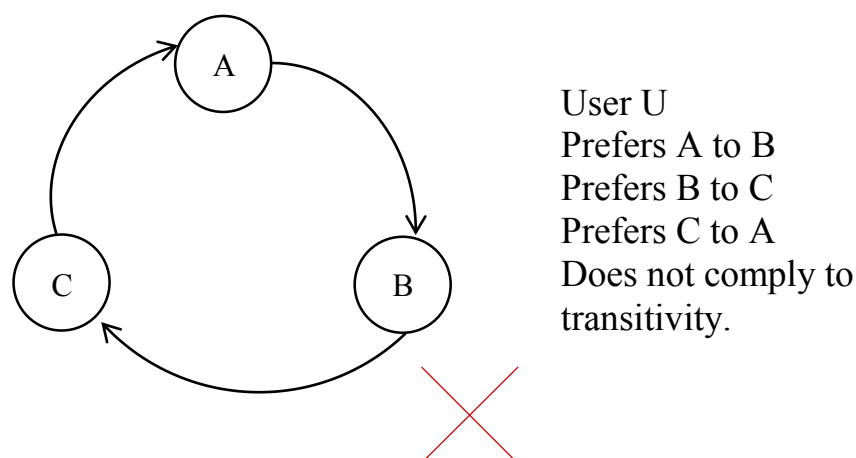 A
User U
Prefers A to B
Prefers B to C
Prefers C to A
Does not comply to
transitivity.
C
B